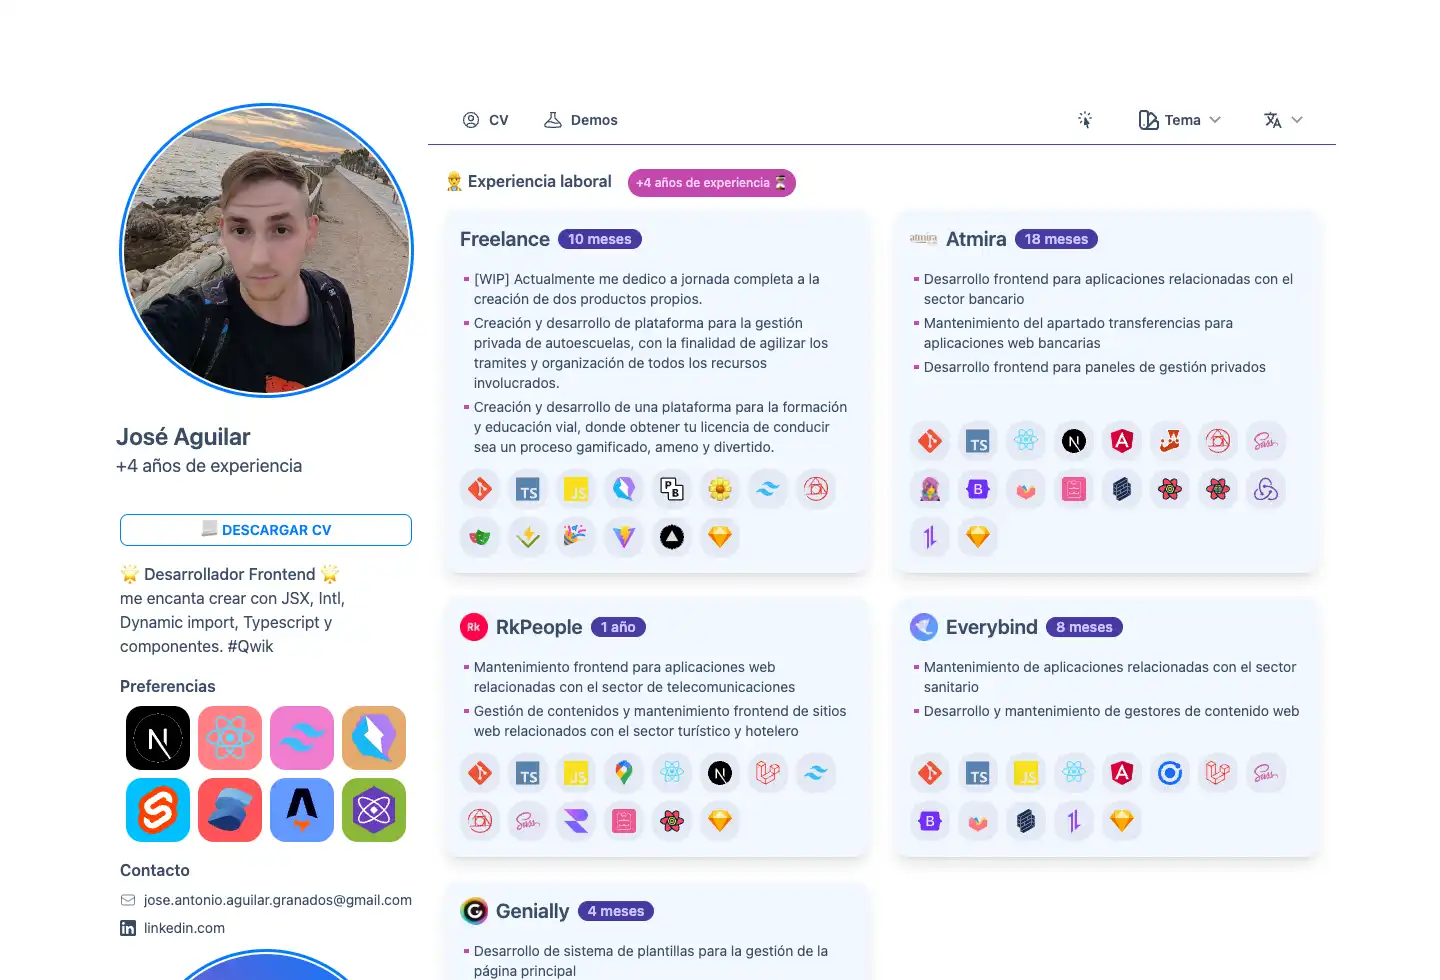 CV
Demos
Tema
José Aguilar
+4 años de experiencia
DESCARGAR CV
Desarrollador Frontend
me encanta crear con JSX, Intl,
Dynamic import, Typescript y
componentes. #Qwik
Preferencias
Contacto
jose.antonio.aguilar.granados@gmail.com
linkedin.com
Experiencia laboral
+4 años de experiencia
Freelance
10 meses
[WIP] Actualmente me dedico a jornada completa a la
creación de dos productos propios.
Creación y desarrollo de plataforma para la gestión
privada de autoescuelas, con la finalidad de agilizar los
tramites y organización de todos los recursos
involucrados.
Creación y desarrollo de una plataforma para la formación
y educación vial, donde obtener tu licencia de conducir
sea un proceso gamificado, ameno y divertido.
TS
JS
P
B
atmira
Atmira
18 meses
Desarrollo frontend para aplicaciones relacionadas con el
sector bancario
Mantenimiento del apartado transferencias para
aplicaciones web bancarias
Desarrollo frontend para paneles de gestión privados
TS
N
A
Sass
B
Rk
RkPeople
1 año
Mantenimiento frontend para aplicaciones web
relacionadas con el sector de telecomunicaciones
Gestión de contenidos y mantenimiento frontend de sitios
web relacionados con el sector turístico y hotelero
TS
JS
N
Sass
Everybind
8 meses
Mantenimiento de aplicaciones relacionadas con el sector
sanitario
Desarrollo y mantenimiento de gestores de contenido web
TS
JS
A
Sass
B
G
Genially
4 meses
Desarrollo de sistema de plantillas para la gestión de la
página principal